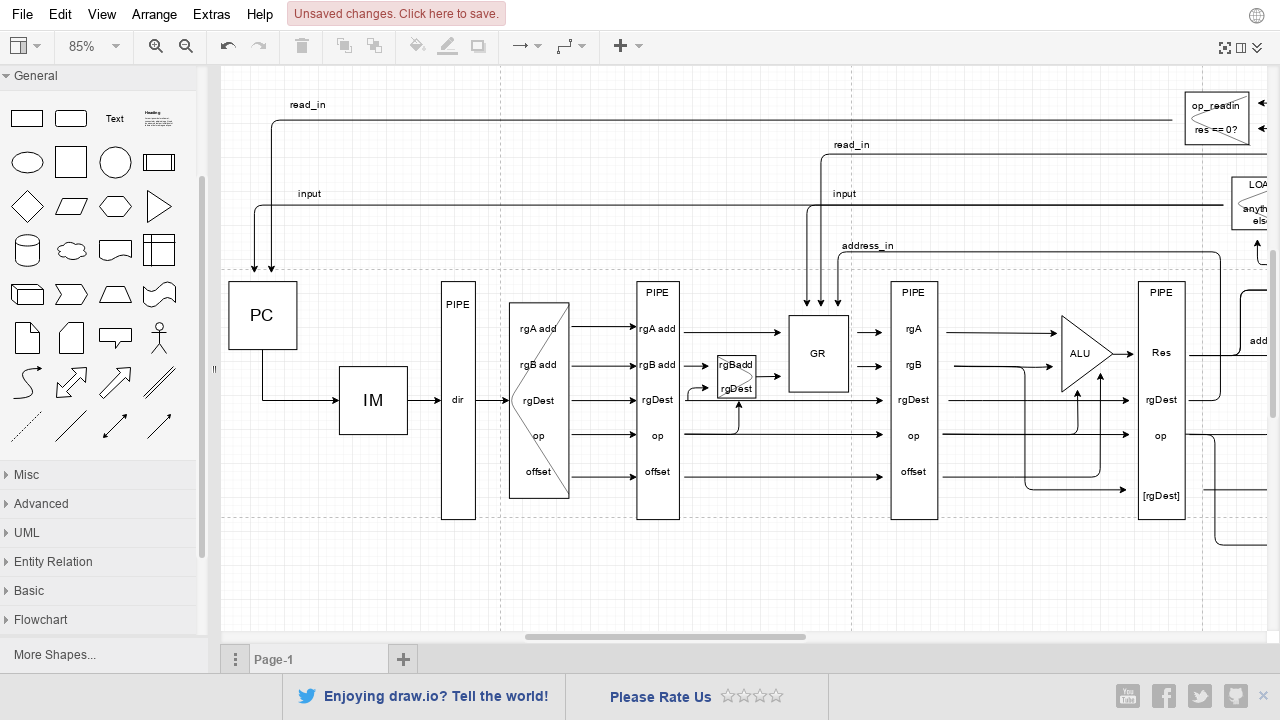 File Edit View Arrange Extras Help Unsaved changes. Click here to save.
85%
General
Text
Heading
Misc
Advanced
UML
Entity Relation
Basic
Flowchart
More Shapes...
read_in
op_readin
res == 0?
read_in
input
input
LOA
anyth
else
address_in
PC
IM
PIPE
dir
rgA add
rgB add
rgDest
op
offset
PIPE
rgA add
rgB add
rgDest
op
offset
rgBadd
rgDest
GR
PIPE
rgA
rgB
rgDest
op
offset
ALU
PIPE
Res
rgDest
op
[rgDest]
add
Page-1
Enjoying draw.io? Tell the world!
Please Rate Us
You
Tube